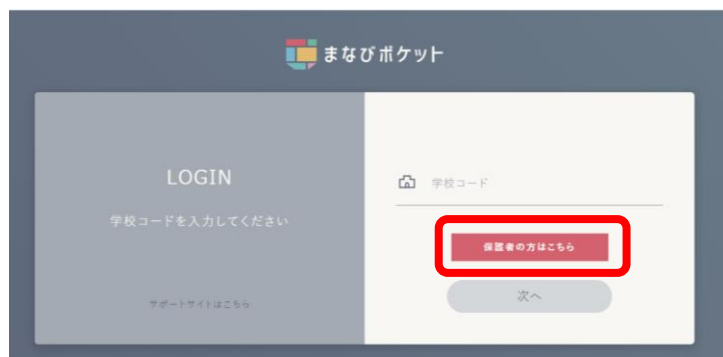 まなびポケット
LOGIN
学校コードを入力してください
サポートサイトはこちら
学校コード
保護者の方はこちら
次へ